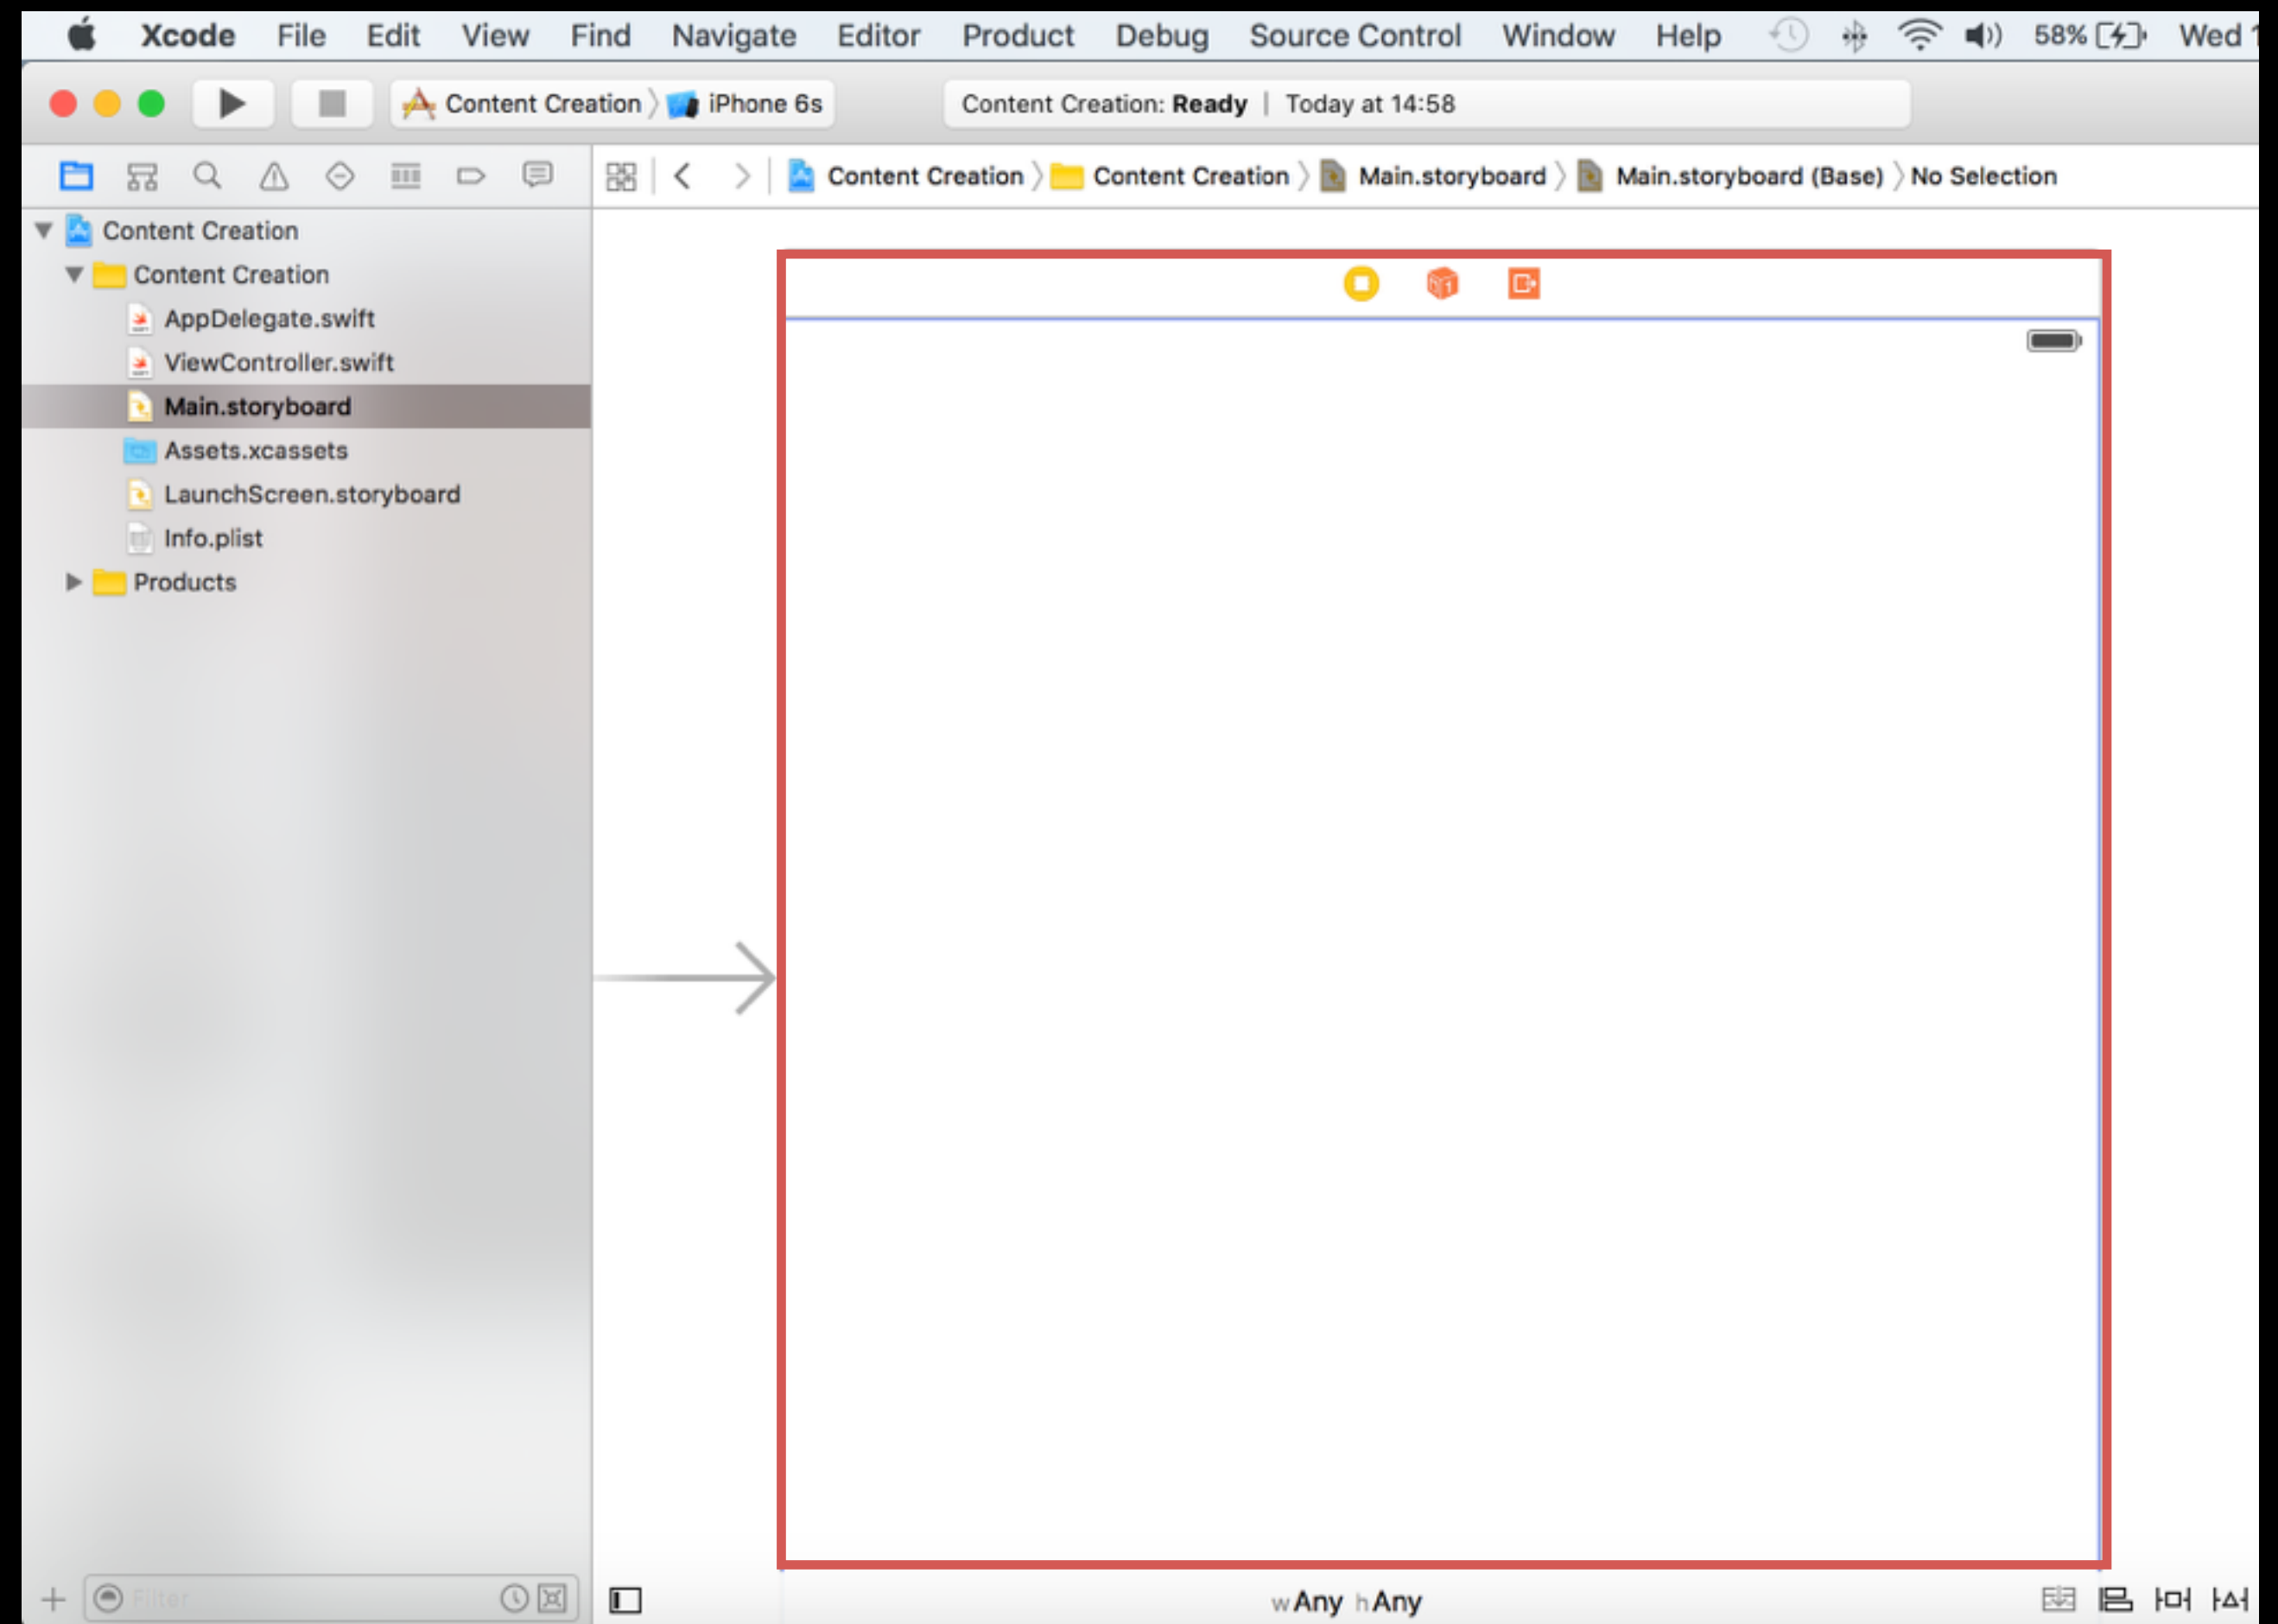 Xcode File Edit View Find Navigate Editor Product Debug Source Control Window Help 58% Wed 1
Content Creation iPhone 6s Content Creation: Ready | Today at 14:58
Content Creation Content Creation Main.storyboard Main.storyboard (Base) No Selection
Content Creation
Content Creation
AppDelegate.swift
ViewController.swift
Main.storyboard
Assets.xcassets
LaunchScreen.storyboard
Info.plist
Products
Filter
w Any h Any